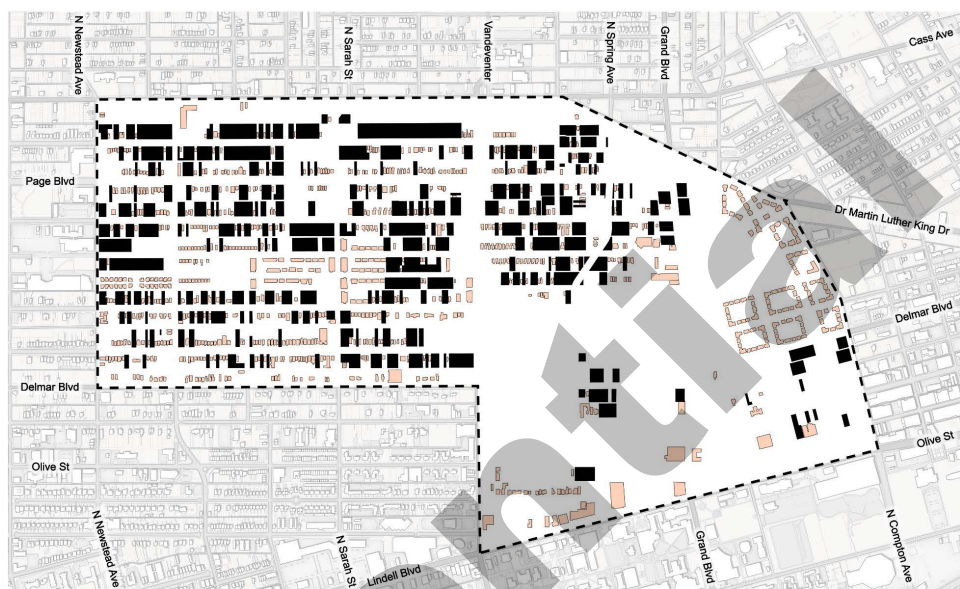 N Newstead Ave
N Sarah St
Vandeventer
N Spring Ave
Grand Blvd
Cass Ave
Page Blvd
Dr Martin Luther King Dr
Delmar Blvd
Delmar Blvd
Olive St
Olive St
N Newstead Ave
N Sarah St
Lindell Blvd
Grand Blvd
N Compton Ave